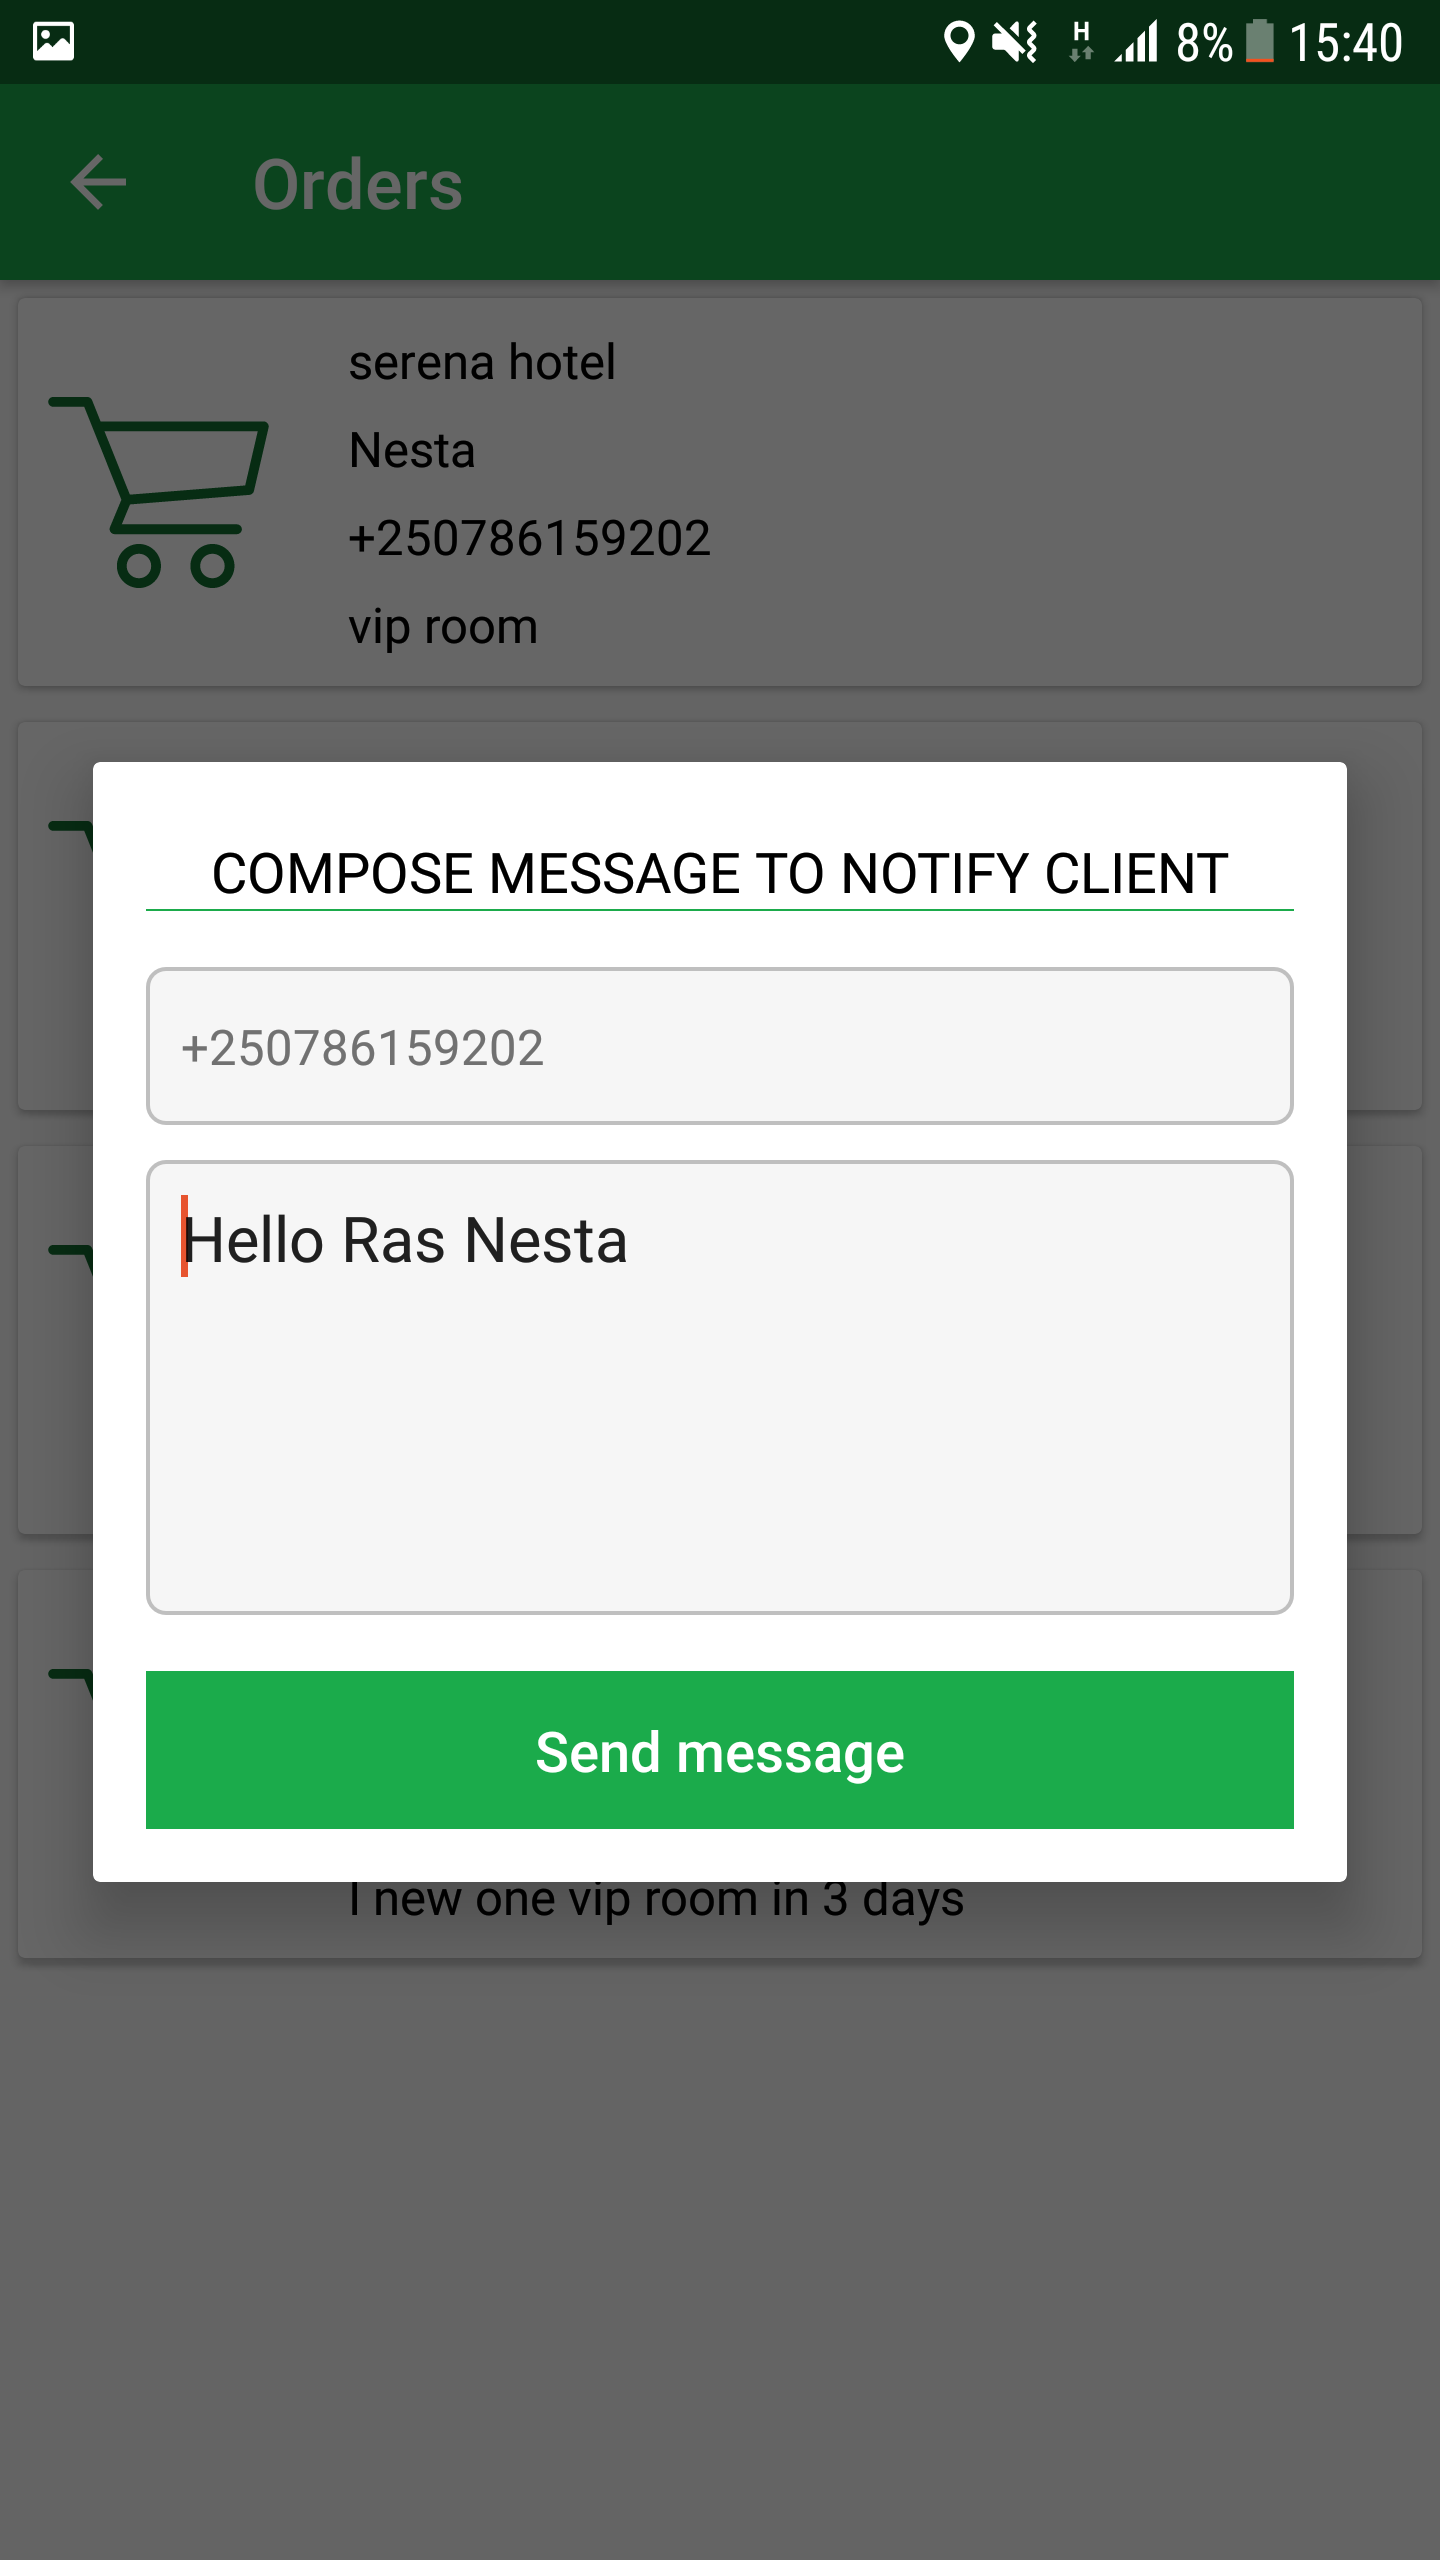 H
8%
15:40
Orders
serena hotel
Nesta
+250786159202
vip room
COMPOSE MESSAGE TO NOTIFY CLIENT
+250786159202
Hello Ras Nesta
Send message
I new one vip room in 3 days